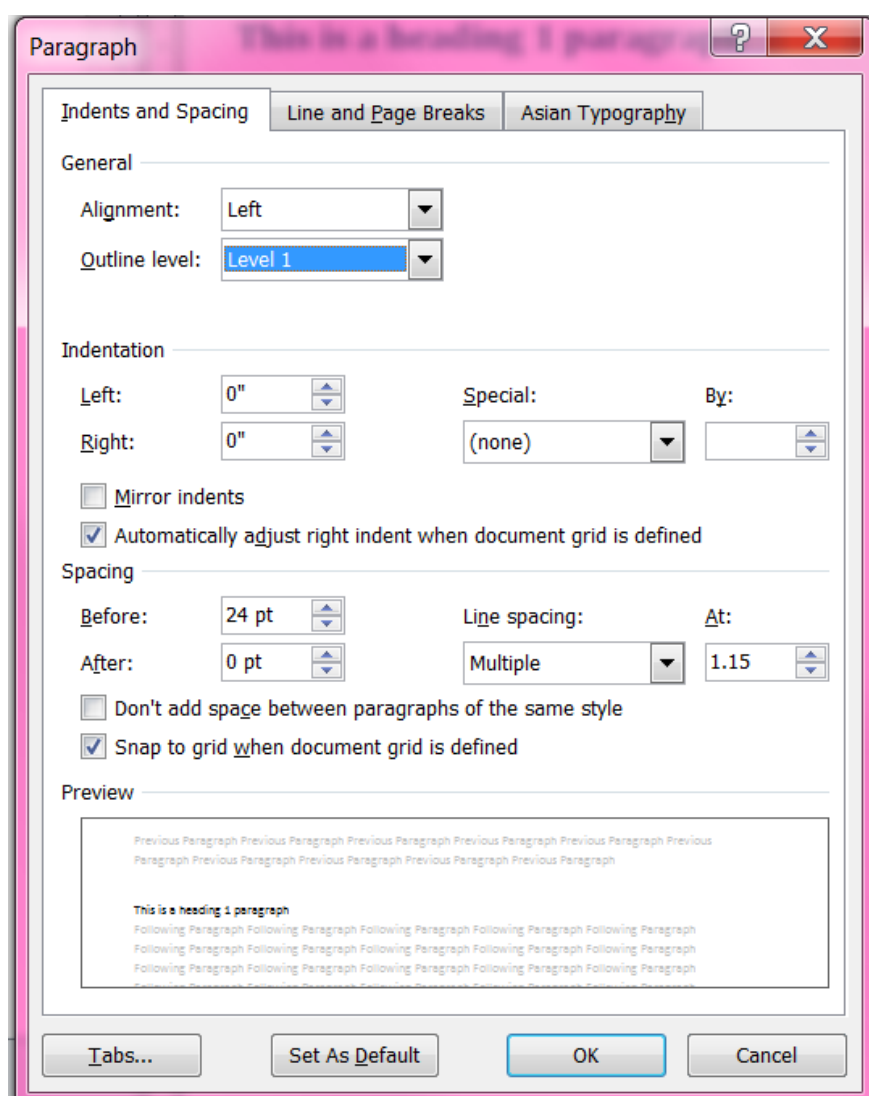 This is a heading 1 paragrap
Paragraph
Indents and Spacing
Line and Page Breaks
Asian Typography
General
Alignment: Left
Outline level: Level 1
Indentation
Left: 0" Special: By:
Right: 0" (none)
Mirror indents
Automatically adjust right indent when document grid is defined
Spacing
Before: 24 pt Line spacing: At:
After: 0 pt Multiple 1.15
Don't add space between paragraphs of the same style
Snap to grid when document grid is defined
Preview
Previous Paragraph Previous Paragraph Previous Paragraph Previous Paragraph Previous Paragraph Previous
Paragraph Previous Paragraph Previous Paragraph Previous Paragraph Previous Paragraph
This is a heading 1 paragraph
Following Paragraph Following Paragraph Following Paragraph Following Paragraph Following Paragraph
Following Paragraph Following Paragraph Following Paragraph Following Paragraph Following Paragraph
Following Paragraph Following Paragraph Following Paragraph Following Paragraph Following Paragraph
Tabs... Set As Default OK Cancel